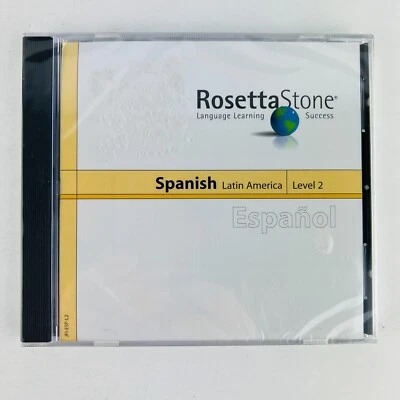 RosettaStone®
Language Learning Success
Spanish Latin America | Level 2
Español